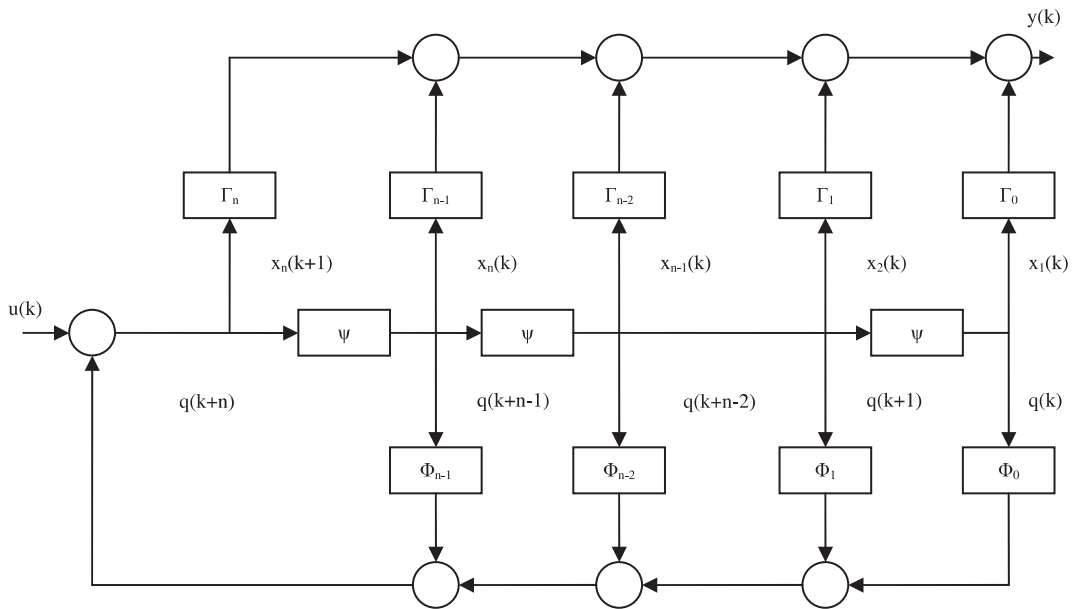 y(k)
Γₙ
Γₙ₋₁
Γₙ₋₂
Γ₁
Γ₀
xₙ(k+1)
xₙ(k)
xₙ₋₁(k)
x₂(k)
x₁(k)
u(k)
ψ
ψ
ψ
q(k+n)
q(k+n-1)
q(k+n-2)
q(k+1)
q(k)
Φₙ₋₁
Φₙ₋₂
Φ₁
Φ₀